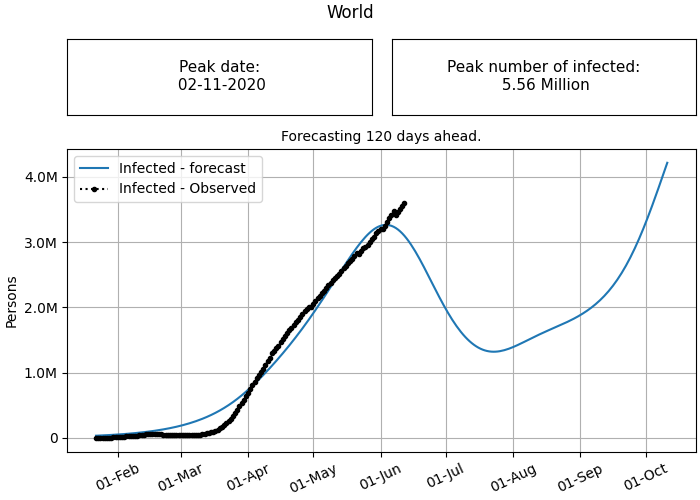 World
Peak date:
02-11-2020
Peak number of infected:
5.56 Million
Forecasting 120 days ahead.
Infected - forecast
Infected - Observed
Persons
4.0M
3.0M
2.0M
1.0M
0
01-Feb
01-Mar
01-Apr
01-May
01-Jun
01-Jul
01-Aug
01-Sep
01-Oct